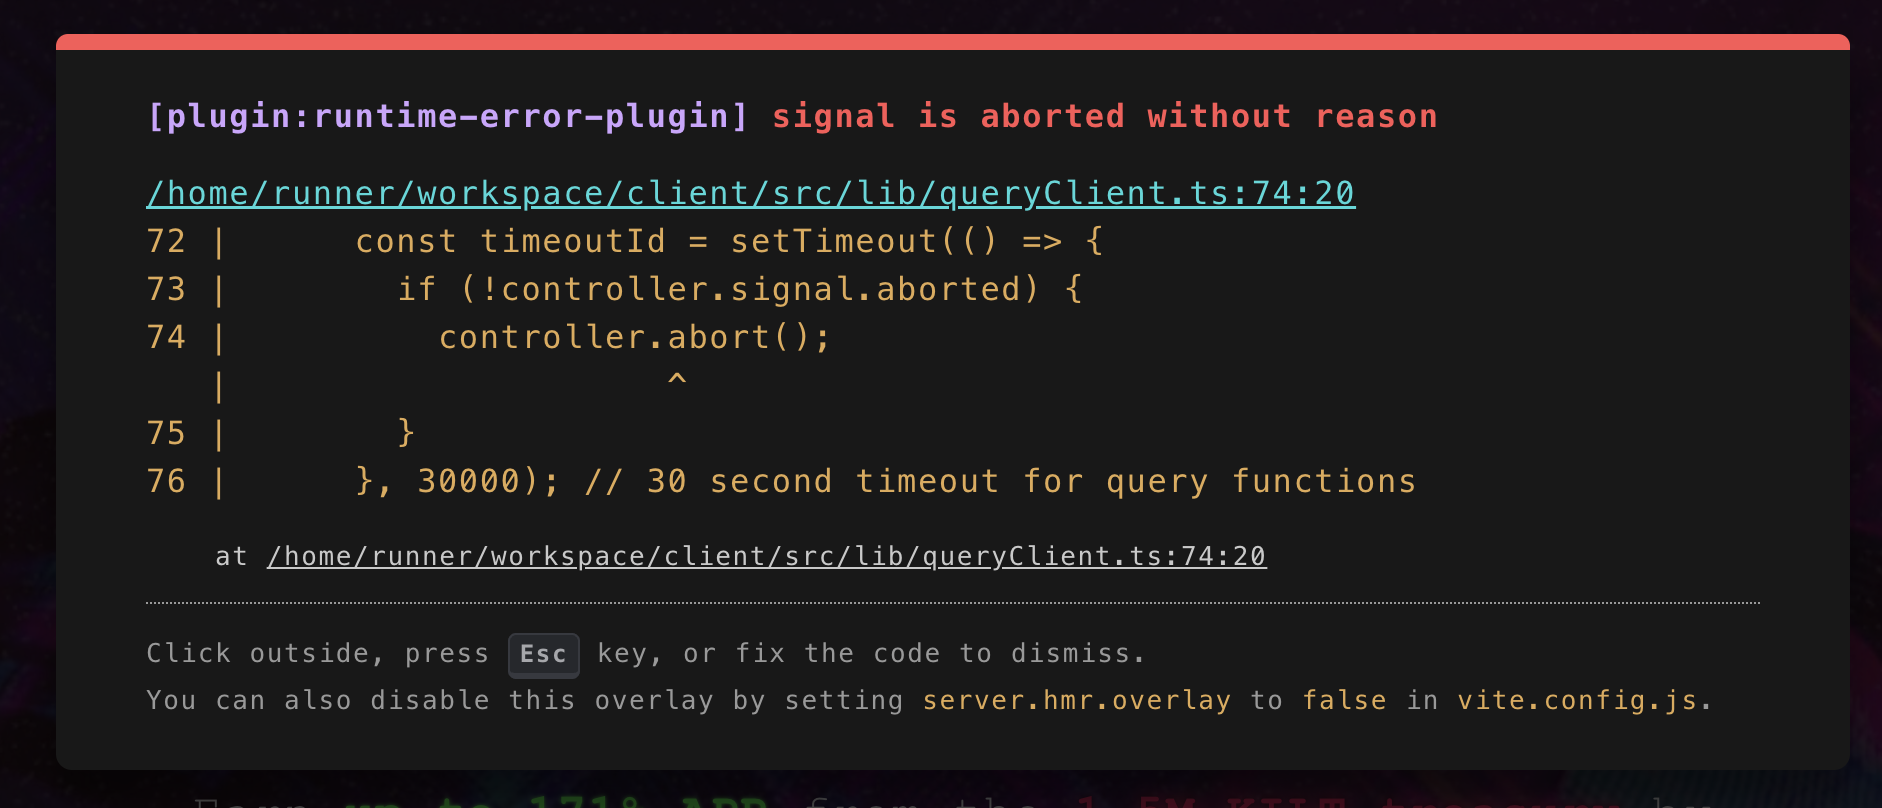 [plugin:runtime-error-plugin] signal is aborted without reason
/home/runner/workspace/client/src/lib/queryClient.ts:74:20
72 |      const timeoutId = setTimeout(() => {
73 |        if (!controller.signal.aborted) {
74 |          controller.abort();
   |                     ^
75 |        }
76 |      }, 30000); // 30 second timeout for query functions
at /home/runner/workspace/client/src/lib/queryClient.ts:74:20
Click outside, press Esc key, or fix the code to dismiss.
You can also disable this overlay by setting server.hmr.overlay to false in vite.config.js.